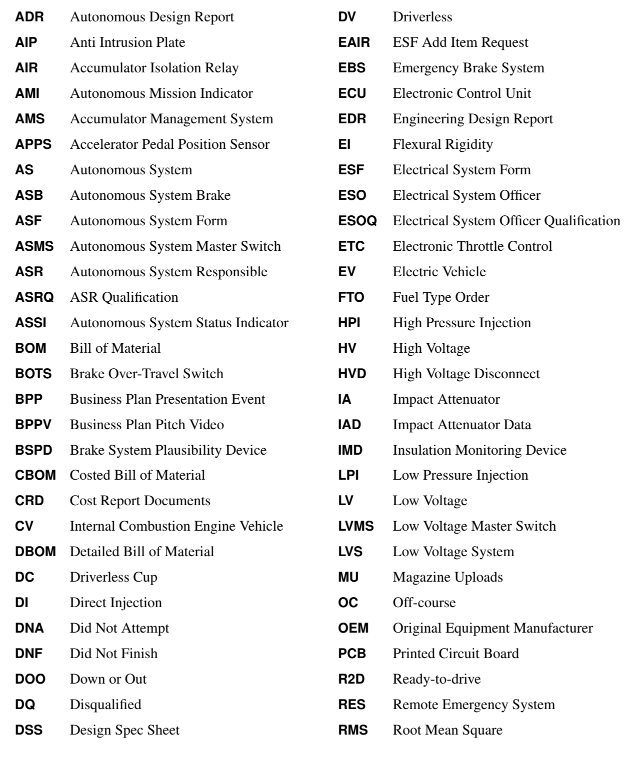 ADR Autonomous Design Report
AIP Anti Intrusion Plate
AIR Accumulator Isolation Relay
AMI Autonomous Mission Indicator
AMS Accumulator Management System
APPS Accelerator Pedal Position Sensor
AS Autonomous System
ASB Autonomous System Brake
ASF Autonomous System Form
ASMS Autonomous System Master Switch
ASR Autonomous System Responsible
ASRQ ASR Qualification
ASSI Autonomous System Status Indicator
BOM Bill of Material
BOTS Brake Over-Travel Switch
BPP Business Plan Presentation Event
BPPV Business Plan Pitch Video
BSPD Brake System Plausibility Device
CBOM Costed Bill of Material
CRD Cost Report Documents
CV Internal Combustion Engine Vehicle
DBOM Detailed Bill of Material
DC Driverless Cup
DI Direct Injection
DNA Did Not Attempt
DNF Did Not Finish
DOO Down or Out
DQ Disqualified
DSS Design Spec Sheet
DV Driverless
EAIR ESF Add Item Request
EBS Emergency Brake System
ECU Electronic Control Unit
EDR Engineering Design Report
EI Flexural Rigidity
ESF Electrical System Form
ESO Electrical System Officer
ESOQ Electrical System Officer Qualification
ETC Electronic Throttle Control
EV Electric Vehicle
FTO Fuel Type Order
HPI High Pressure Injection
HV High Voltage
HVD High Voltage Disconnect
IA Impact Attenuator
IAD Impact Attenuator Data
IMD Insulation Monitoring Device
LPI Low Pressure Injection
LV Low Voltage
LVMS Low Voltage Master Switch
LVS Low Voltage System
MU Magazine Uploads
OC Off-course
OEM Original Equipment Manufacturer
PCB Printed Circuit Board
R2D Ready-to-drive
RES Remote Emergency System
RMS Root Mean Square